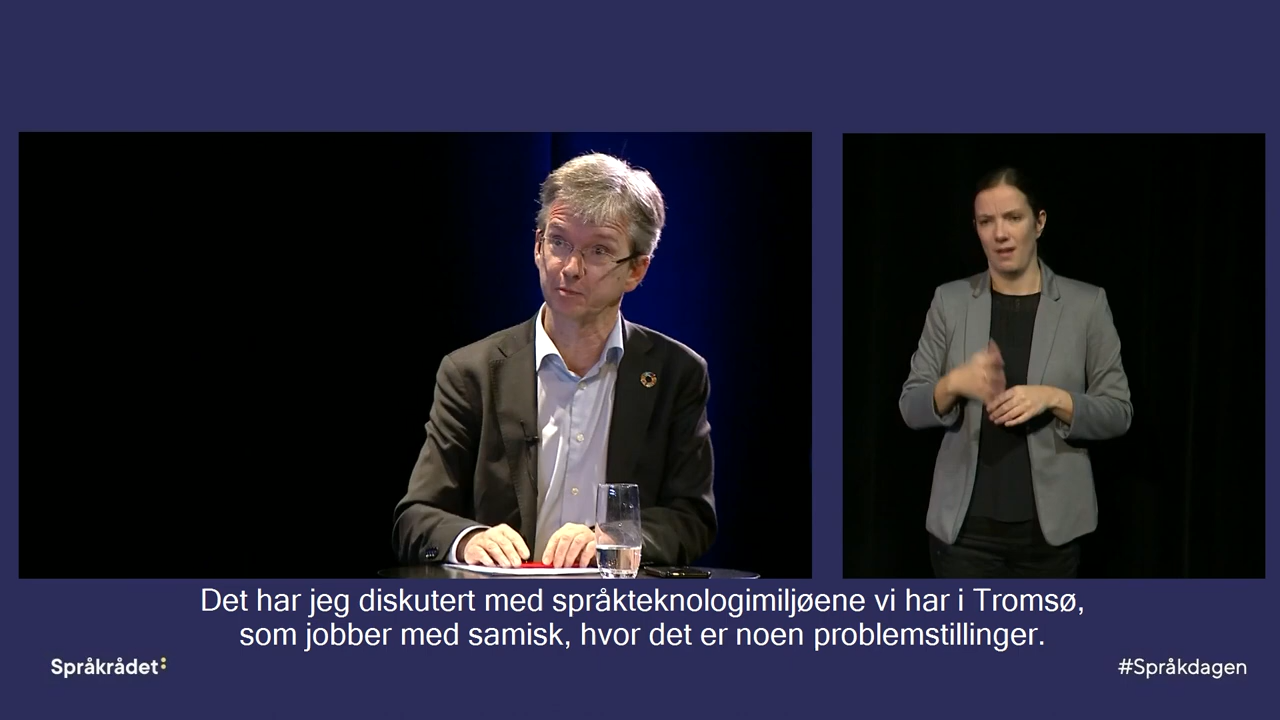 Det har jeg diskutert med språkteknologimiljøene vi har i Tromsø,
som jobber med samisk, hvor det er noen problemstillinger.
Språkrådet:
#Språkdagen